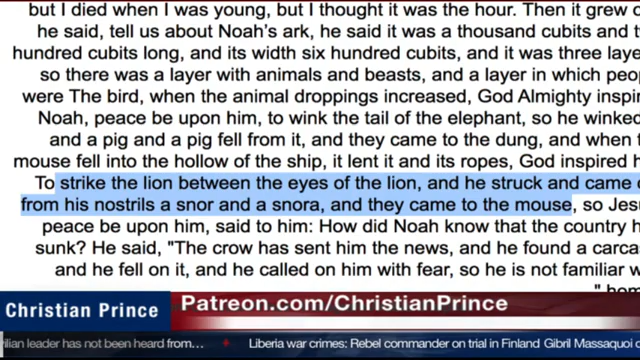 but I died when I was young, but I thought it was the hour. Then it grew o
he said, tell us about Noah's ark, he said it was a thousand cubits and t
hundred cubits long, and its width six hundred cubits, and it was three laye
so there was a layer with animals and beasts, and a layer in which peop
were The bird, when the animal droppings increased, God Almighty inspir
Noah, peace be upon him, to wink the tail of the elephant, so he winked
and a pig and a pig fell from it, and they came to the dung, and when t
mouse fell into the hollow of the ship, it lent it and its ropes, God inspired h
To strike the lion between the eyes of the lion, and he struck and came o
from his nostrils a snor and a snora, and they came to the mouse, so Jesu
peace be upon him, said to him: How did Noah know that the country h
sunk? He said, "The crow has sent him the news, and he found a carcas
and he fell on it, and he called on him with fear, so he is not familiar w
Christian Prince
Patreon.com/ChristianPrince
vilian leader has not been heard from... + Liberia war crimes: Rebel commander on trial in Finland Gibril Massaquoi